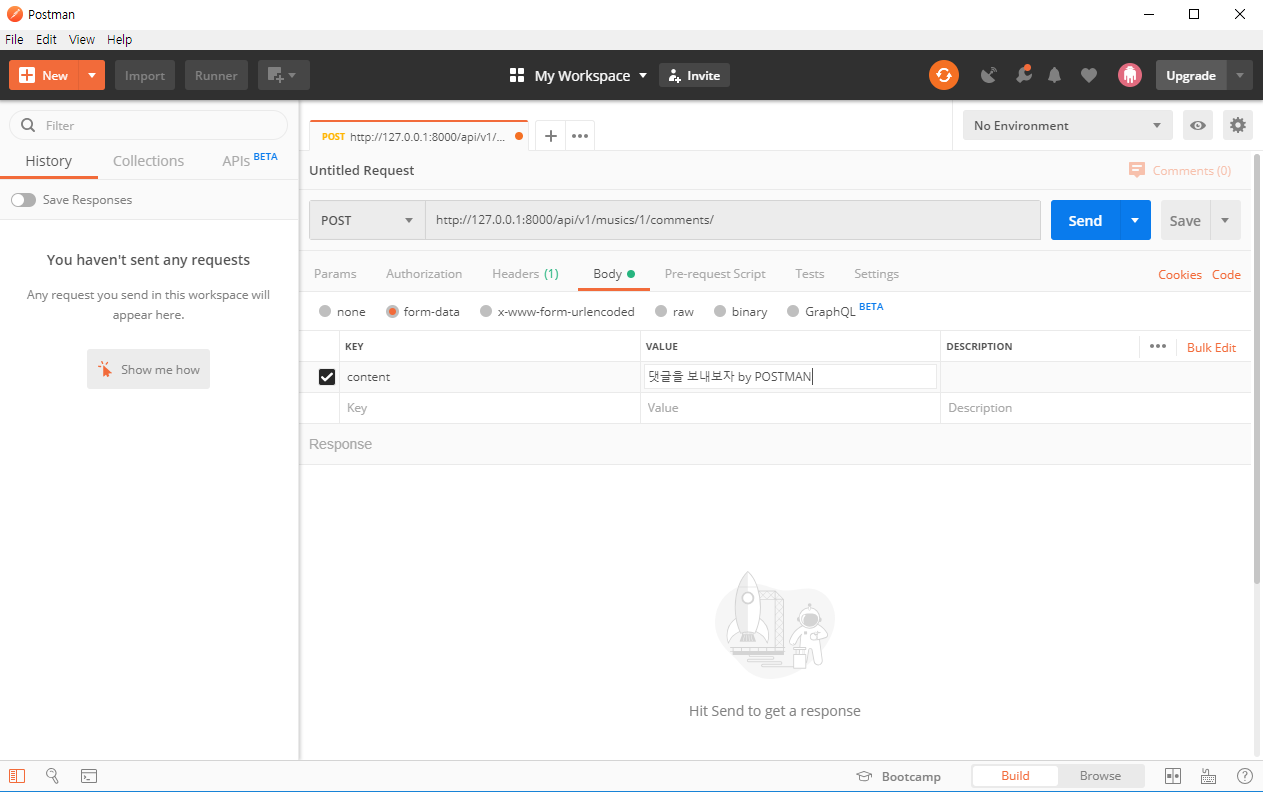 Postman
File Edit View Help
New Import Runner My Workspace Invite Upgrade
Filter
History Collections APIs BETA
Save Responses
You haven't sent any requests
Any request you send in this workspace will
appear here.
Show me how
POST http://127.0.0.1:8000/api/v1/...
No Environment
Untitled Request
Comments (0)
POST http://127.0.0.1:8000/api/v1/musics/1/comments/ Send Save
Params Authorization Headers (1) Body Pre-request Script Tests Settings Cookies Code
none form-data x-www-form-urlencoded raw binary GraphQL BETA
KEY VALUE DESCRIPTION Bulk Edit
content 댓글을 보내보자 by POSTMAN
Key Value Description
Response
Hit Send to get a response
Bootcamp Build Browse